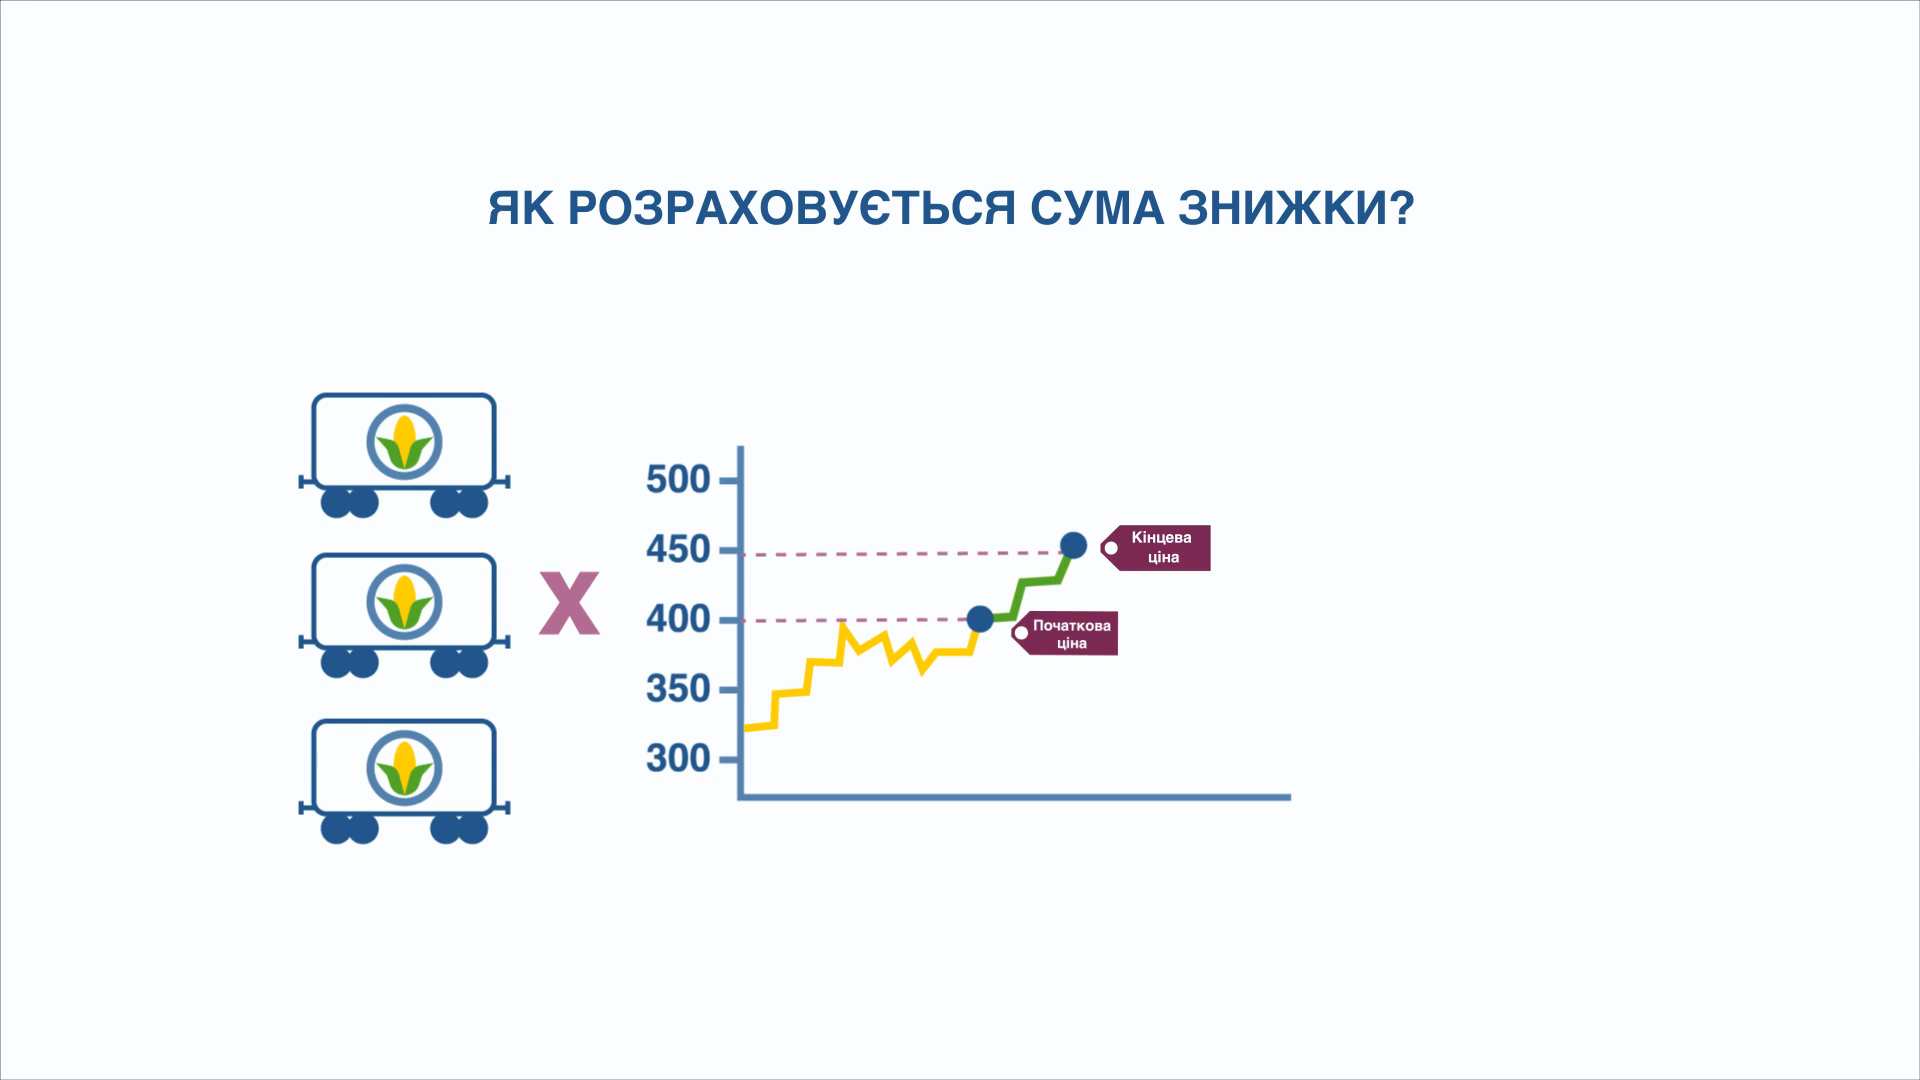 ЯК РОЗРАХОВУЄТЬСЯ СУМА ЗНИЖКИ?
X
500
450
400
350
300
Кінцева
ціна
Початкова
ціна